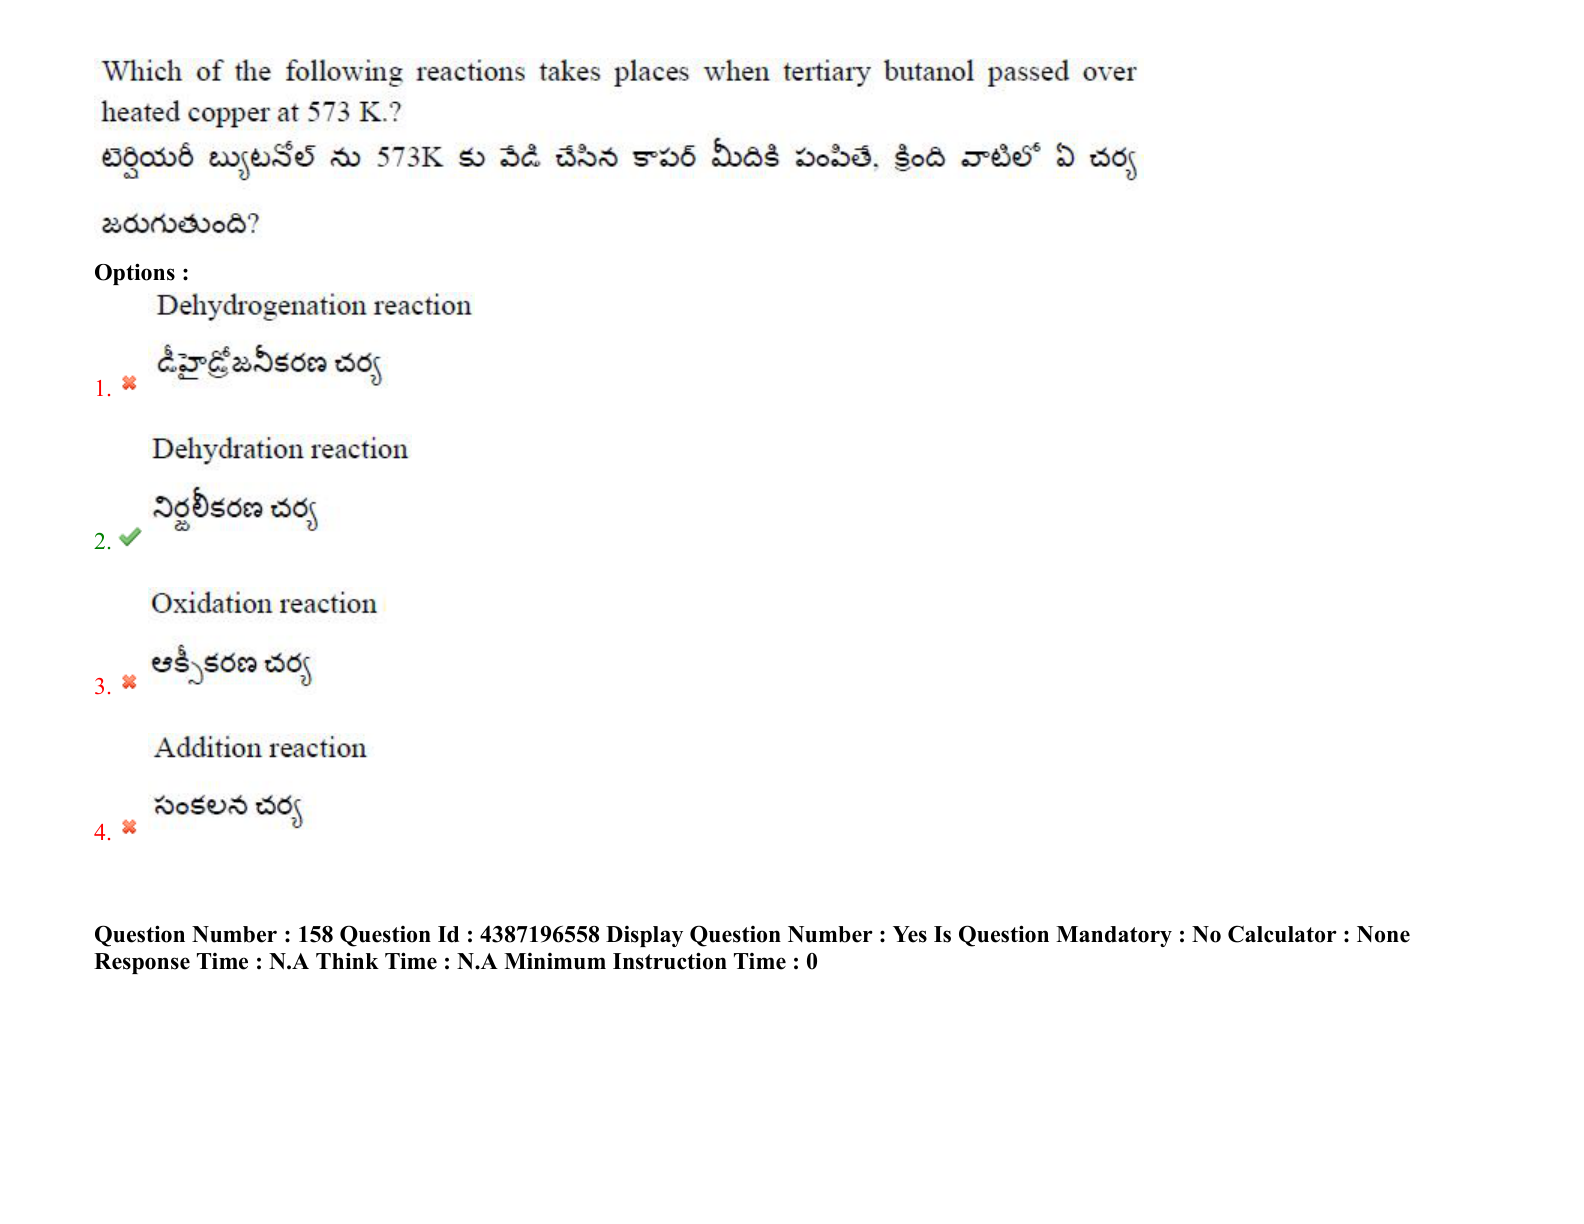 Which of the following reactions takes places when tertiary butanol passed over
heated copper at 573 K.?
టెర్షియరీ బ్యుటనోల్ ను 573K కు వేడి చేసిన కాపర్ మీదికి పంపితే, క్రింది వాటిలో ఏ చర్య
జరుగుతుంది?
Options :
Dehydrogenation reaction
డీహైడ్రోజనీకరణ చర్య
1.
Dehydration reaction
నిర్జలీకరణ చర్య
2.
Oxidation reaction
ఆక్సీకరణ చర్య
3.
Addition reaction
సంకలన చర్య
4.
Question Number : 158 Question Id : 4387196558 Display Question Number : Yes Is Question Mandatory : No Calculator : None
Response Time : N.A Think Time : N.A Minimum Instruction Time : 0